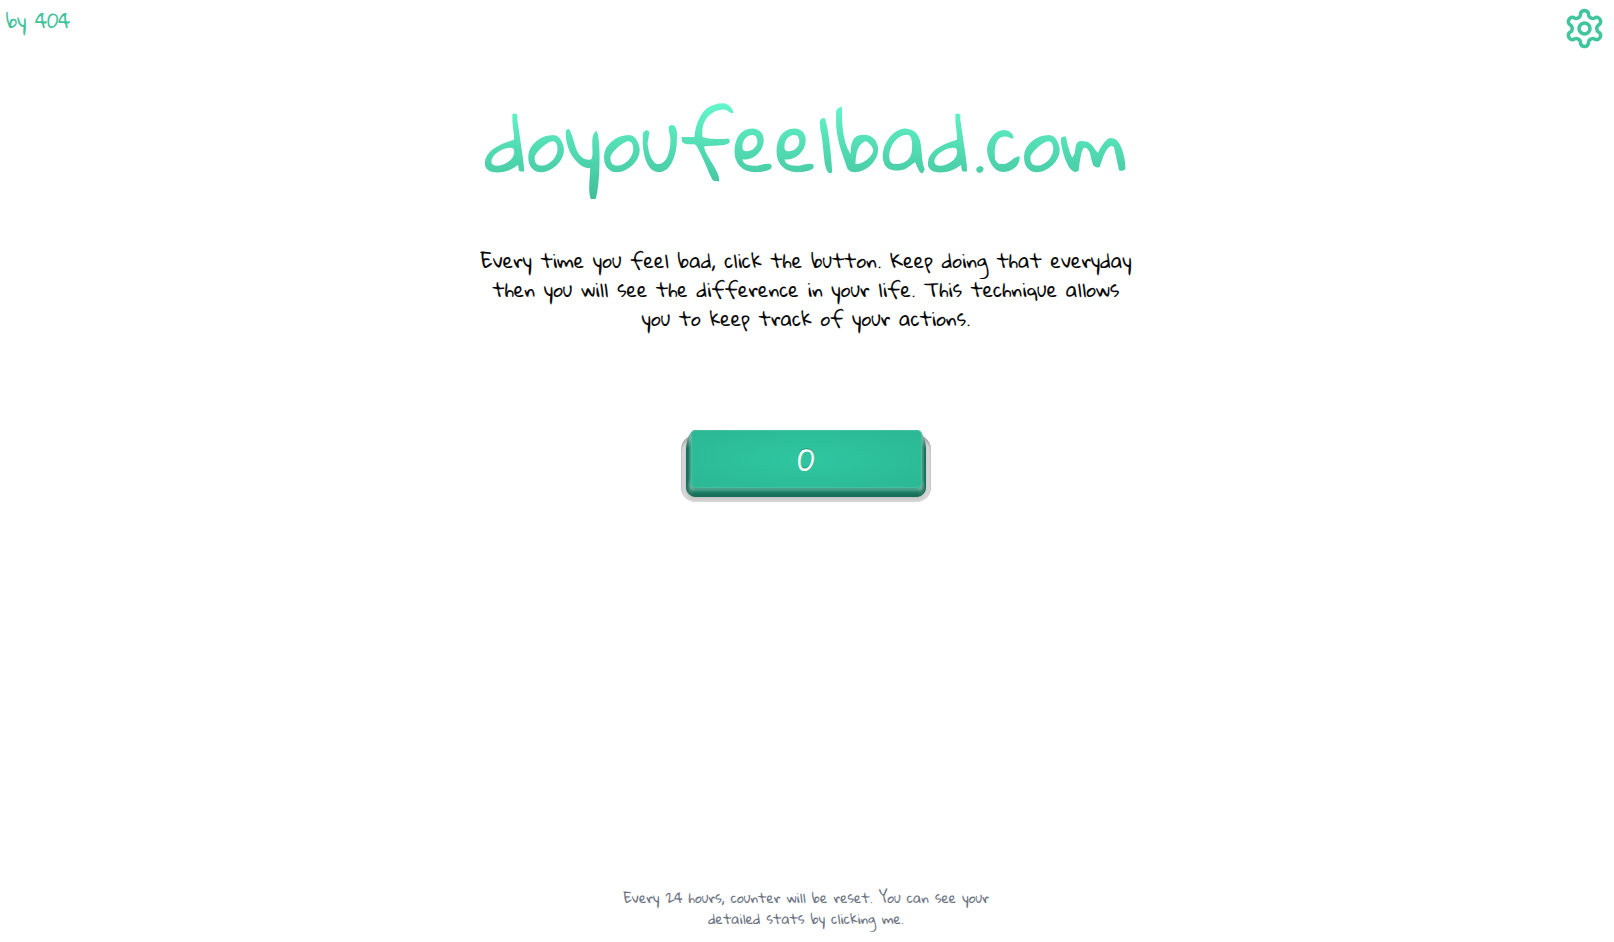 by 404
doyoufeelbad.com
Every time you feel bad, click the button. Keep doing that everyday
then you will see the difference in your life. This technique allows
you to keep track of your actions.
0
Every 24 hours, counter will be reset. You can see your
detailed stats by clicking me.